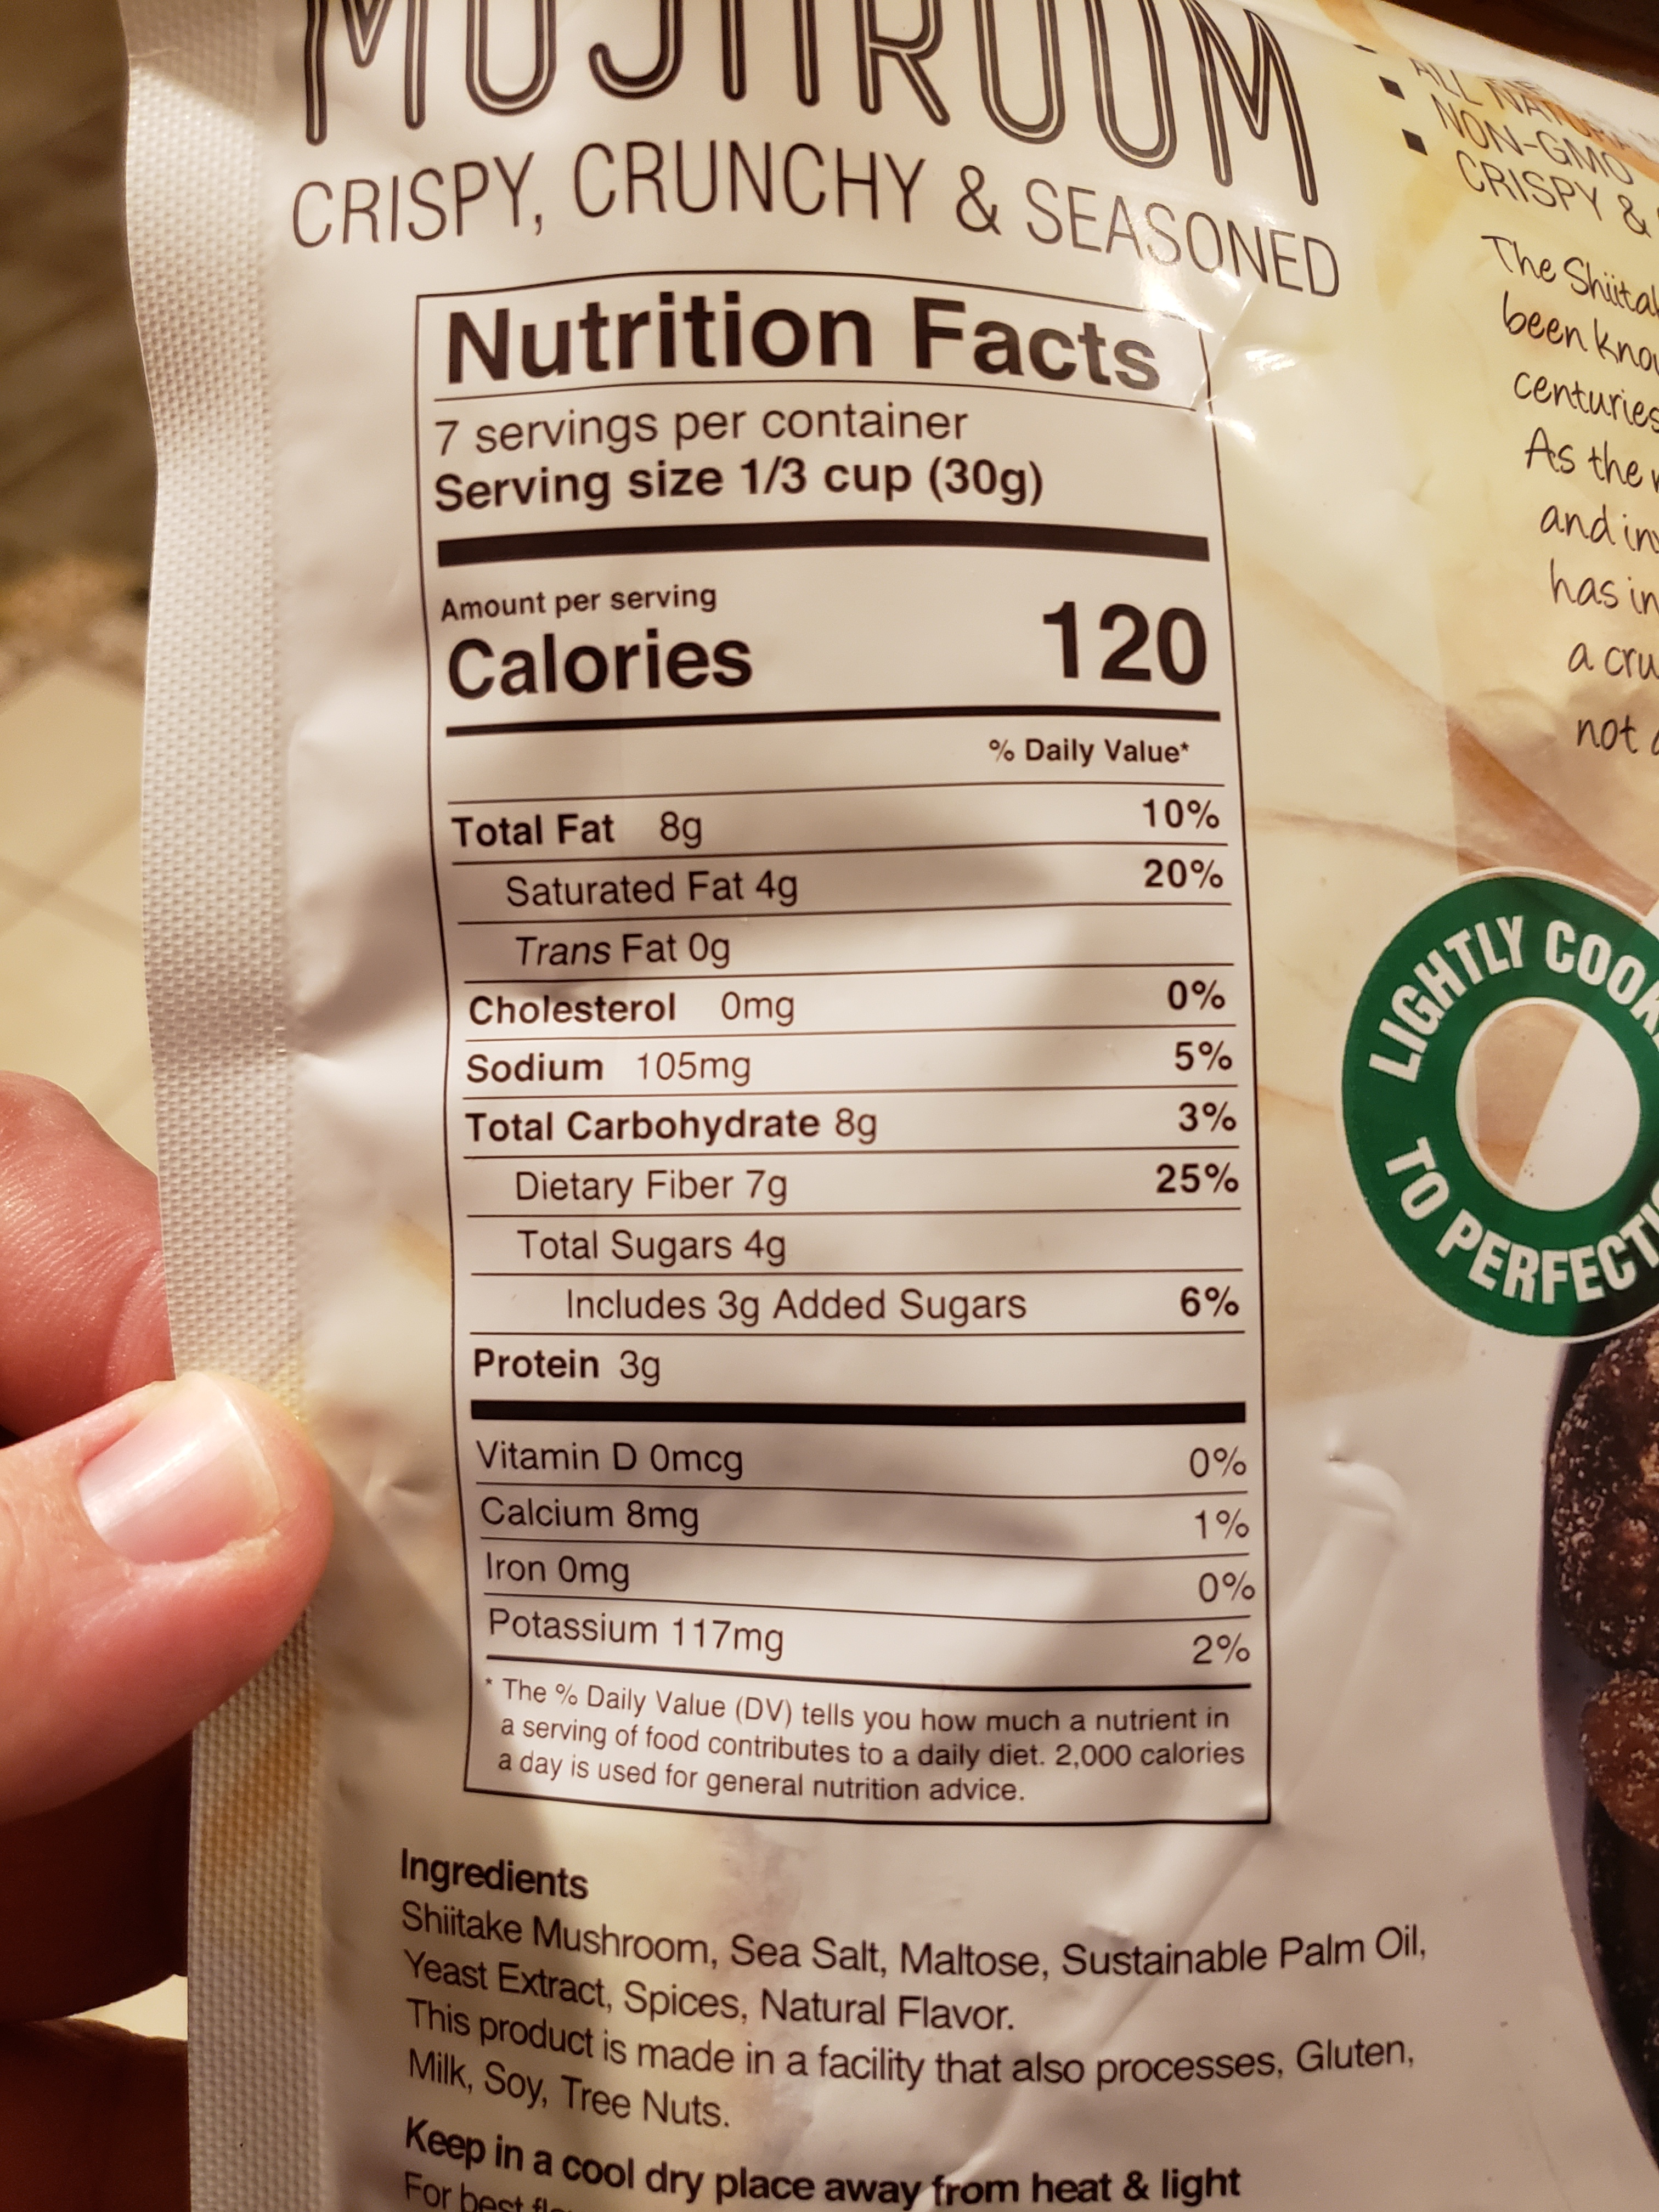 MUSHROOM
CRISPY, CRUNCHY & SEASONED
Nutrition Facts
7 servings per container
Serving size 1/3 cup (30g)
Amount per serving
Calories 120
% Daily Value*
Total Fat 8g 10%
Saturated Fat 4g 20%
Trans Fat 0g
Cholesterol 0mg 0%
Sodium 105mg 5%
Total Carbohydrate 8g 3%
Dietary Fiber 7g 25%
Total Sugars 4g
Includes 3g Added Sugars 6%
Protein 3g
Vitamin D 0mcg 0%
Calcium 8mg 1%
Iron 0mg 0%
Potassium 117mg 2%
* The % Daily Value (DV) tells you how much a nutrient in
a serving of food contributes to a daily diet. 2,000 calories
a day is used for general nutrition advice.
Ingredients
Shiitake Mushroom, Sea Salt, Maltose, Sustainable Palm Oil,
Yeast Extract, Spices, Natural Flavor.
This product is made in a facility that also processes, Gluten,
Milk, Soy, Tree Nuts.
Keep in a cool dry place away from heat & light
For best
ALL
NON-GMO
CRISPY &
The
been
centuries
As the
and
has
a
not
LIGHTLY
TO